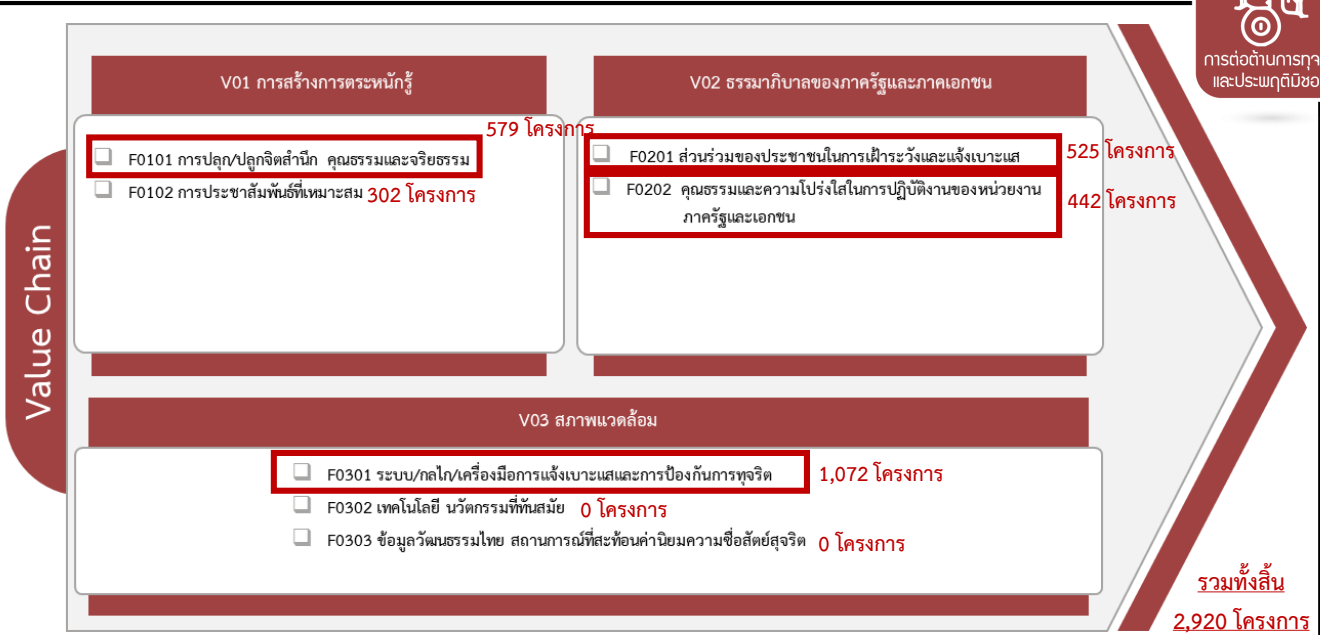 การต่อต้านการทุจ
และประพฤติมิชอ
V01 การสร้างการตระหนักรู้
V02 ธรรมาภิบาลของภาครัฐและภาคเอกชน
579 โครงการ
F0101 การปลุก/ปลูกจิตสำนึก คุณธรรมและจริยธรรม
F0102 การประชาสัมพันธ์ที่เหมาะสม 302 โครงการ
F0201 ส่วนร่วมของประชาชนในการเฝ้าระวังและแจ้งเบาะแส 525 โครงการ
F0202 คุณธรรมและความโปร่งใสในการปฏิบัติงานของหน่วยงาน
ภาครัฐและเอกชน
442 โครงการ
Value Chain
V03 สภาพแวดล้อม
F0301 ระบบ/กลไก/เครื่องมือการแจ้งเบาะแสและการป้องกันการทุจริต 1,072 โครงการ
F0302 เทคโนโลยี นวัตกรรมที่ทันสมัย 0 โครงการ
F0303 ข้อมูลวัฒนธรรมไทย สถานการณ์ที่สะท้อนค่านิยมความซื่อสัตย์สุจริต 0 โครงการ
รวมทั้งสิ้น
2,920 โครงการ